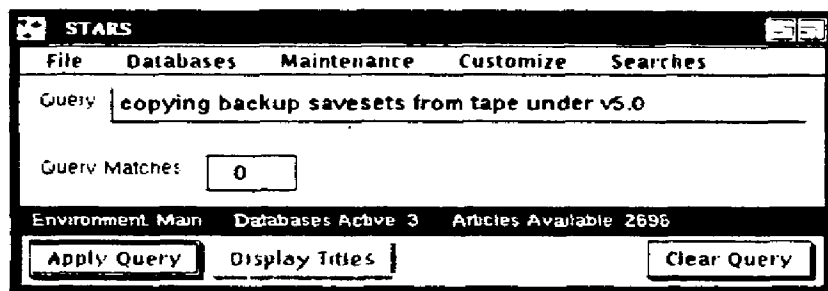 STARS
File Databases Maintenance Customize Searches
Query copying backup savesets from tape under v5.0
Query Matches 0
Environment Main Databases Active 3 Articles Available 2696
Apply Query Display Titles Clear Query